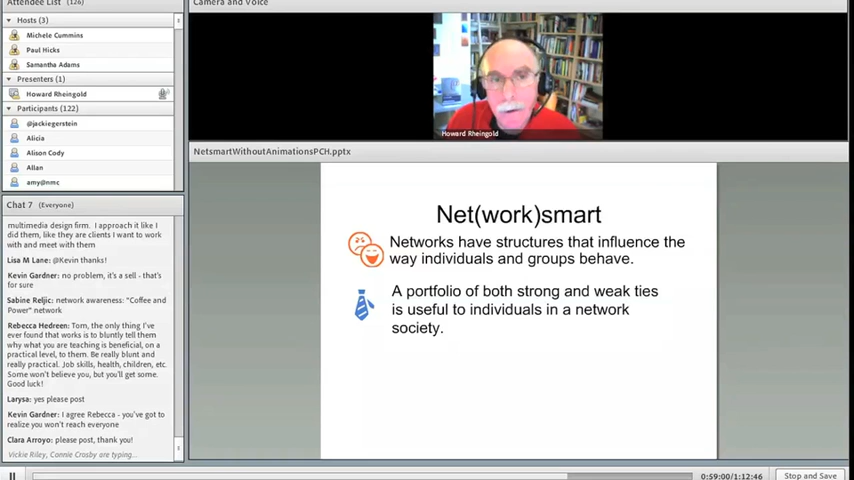 Attendee List (126)
Hosts (3)
Michele Cummins
Paul Hicks
Samantha Adams
Presenters (1)
Howard Rheingold
Participants (122)
@jackiegerstein
Alicia
Alison Cody
Allan
amy@nmc
Chat 7 (Everyone)
multimedia design firm. I approach it like I
did them, like they are clients I want to work
with and meet with them
Lisa M Lane: @Kevin thanks!
Kevin Gardner: no problem, it's a sell - that's
for sure
Sabine Reljic: network awareness: "Coffee and
Power" network
Rebecca Hedreen: Tom, the only thing I've
ever found that works is to bluntly tell them
why what you are teaching is beneficial, on a
practical level, to them. Be really blunt and
really practical. Job skills, health, children, etc.
Some won't believe you, but you'll get some.
Good luck!
Larysa: yes please post
Kevin Gardner: I agree Rebecca - you've got to
realize you won't reach everyone
Clara Arroyo: please post, thank you!
Vickie Riley, Connie Crosby are typing...
Camera and Voice
Howard Rheingold
NetsmartWithoutAnimationsPCH.pptx
Net(work)smart
Networks have structures that influence the
way individuals and groups behave.
A portfolio of both strong and weak ties
is useful to individuals in a network
society.
0:59:00/1:12:46
Stop and Save